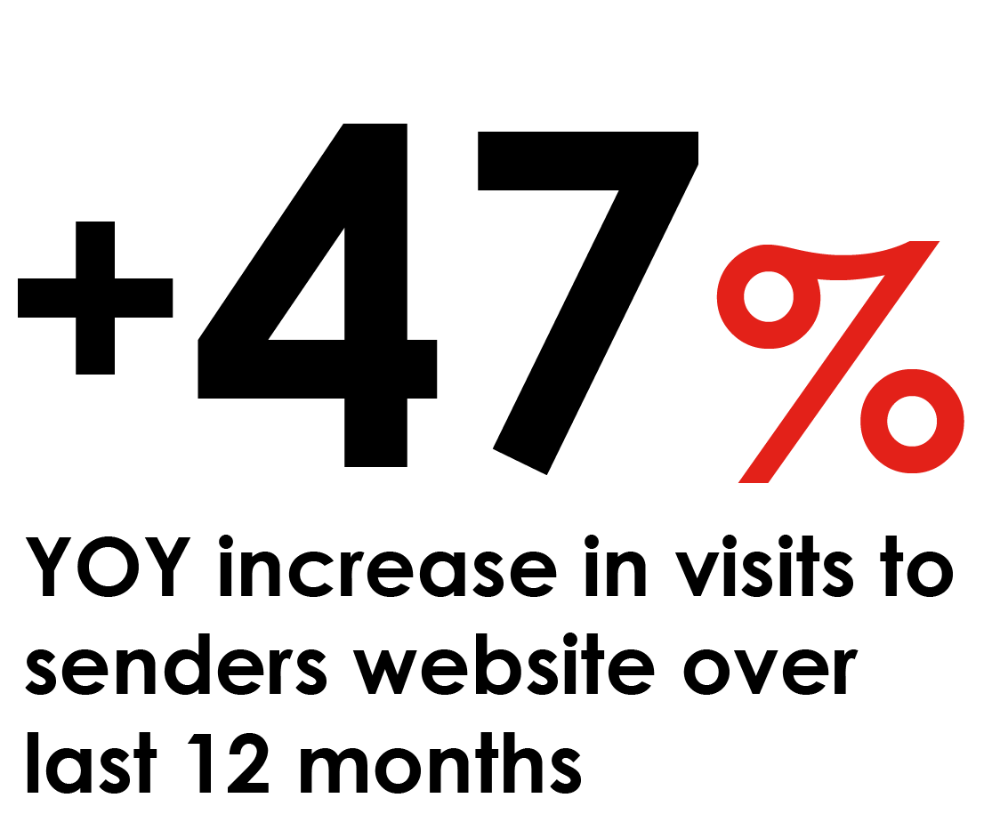 +47%
YOY increase in visits to
senders website over
last 12 months